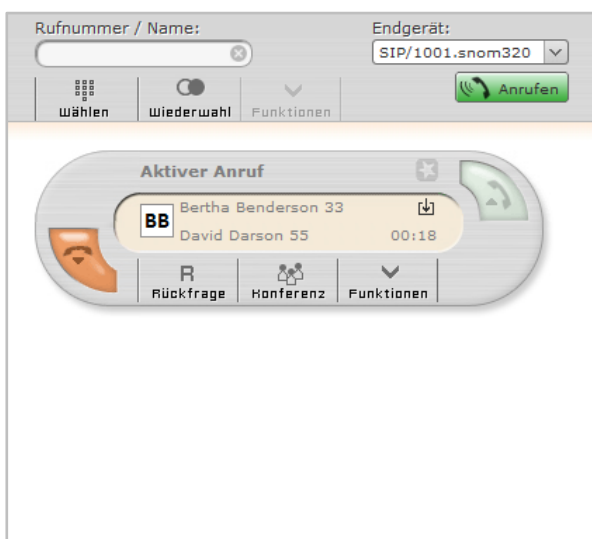 Rufnummer / Name:
Endgerät:
SIP/1001.snom320
Wählen
Wiederwahl
Funktionen
Anrufen
Aktiver Anruf
BB
Bertha Benderson 33
David Darson 55
00:18
R
Rückfrage
Konferenz
Funktionen